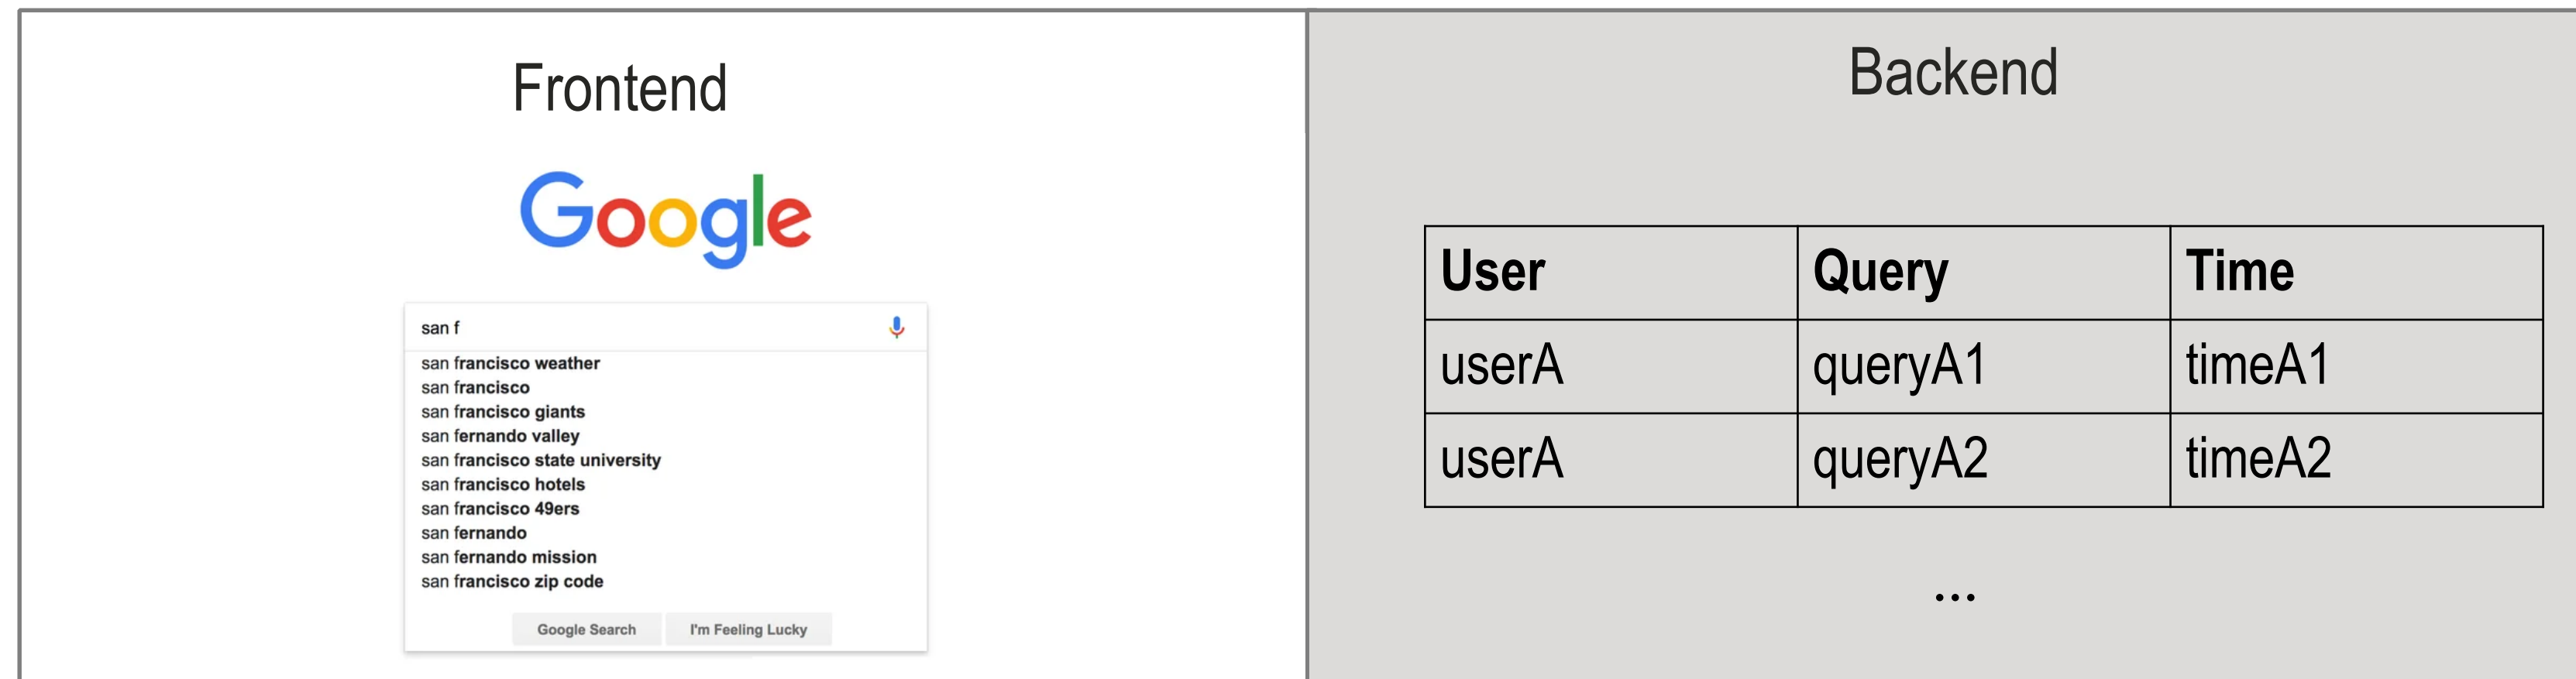 Frontend
Google
san f
san francisco weather
san francisco
san francisco giants
san fernando valley
san francisco state university
san francisco hotels
san francisco 49ers
san fernando
san fernando mission
san francisco zip code
Google Search I'm Feeling Lucky
Backend
User Query Time
userA queryA1 timeA1
userA queryA2 timeA2
...